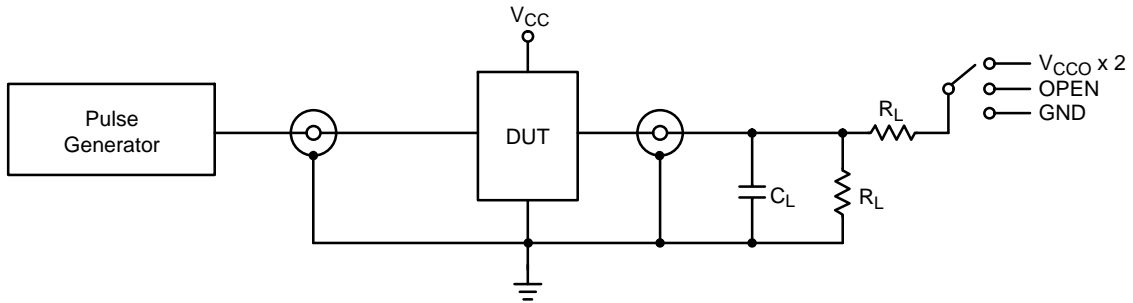 V_CC
Pulse
Generator
DUT
C_L
R_L
R_L
V_CCO x 2
OPEN
GND